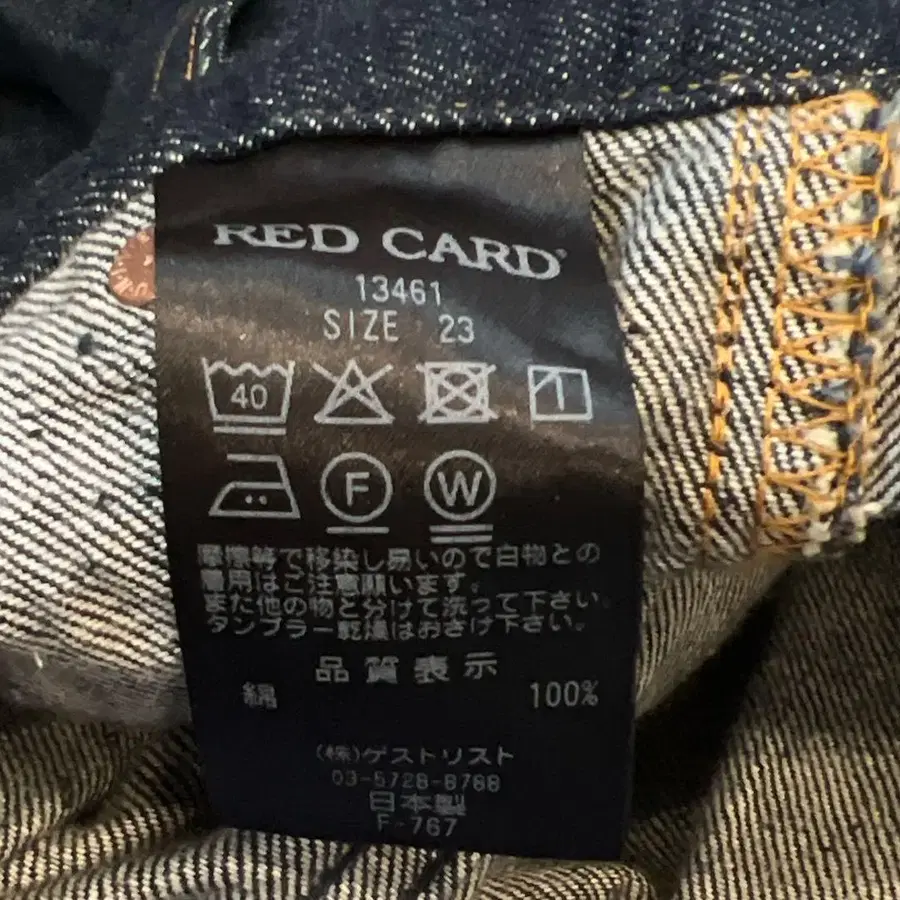 RED CARD®
13461
SIZE 23
40
F W
摩擦等で移染し易いので白物との
着用はご注意願います。
また他の物と分けて洗って下さい。
タンブラー乾燥はおさけ下さい。
品質表示
綿 100%
(株)ゲストリスト
03-5728-8788
日本製
F-767